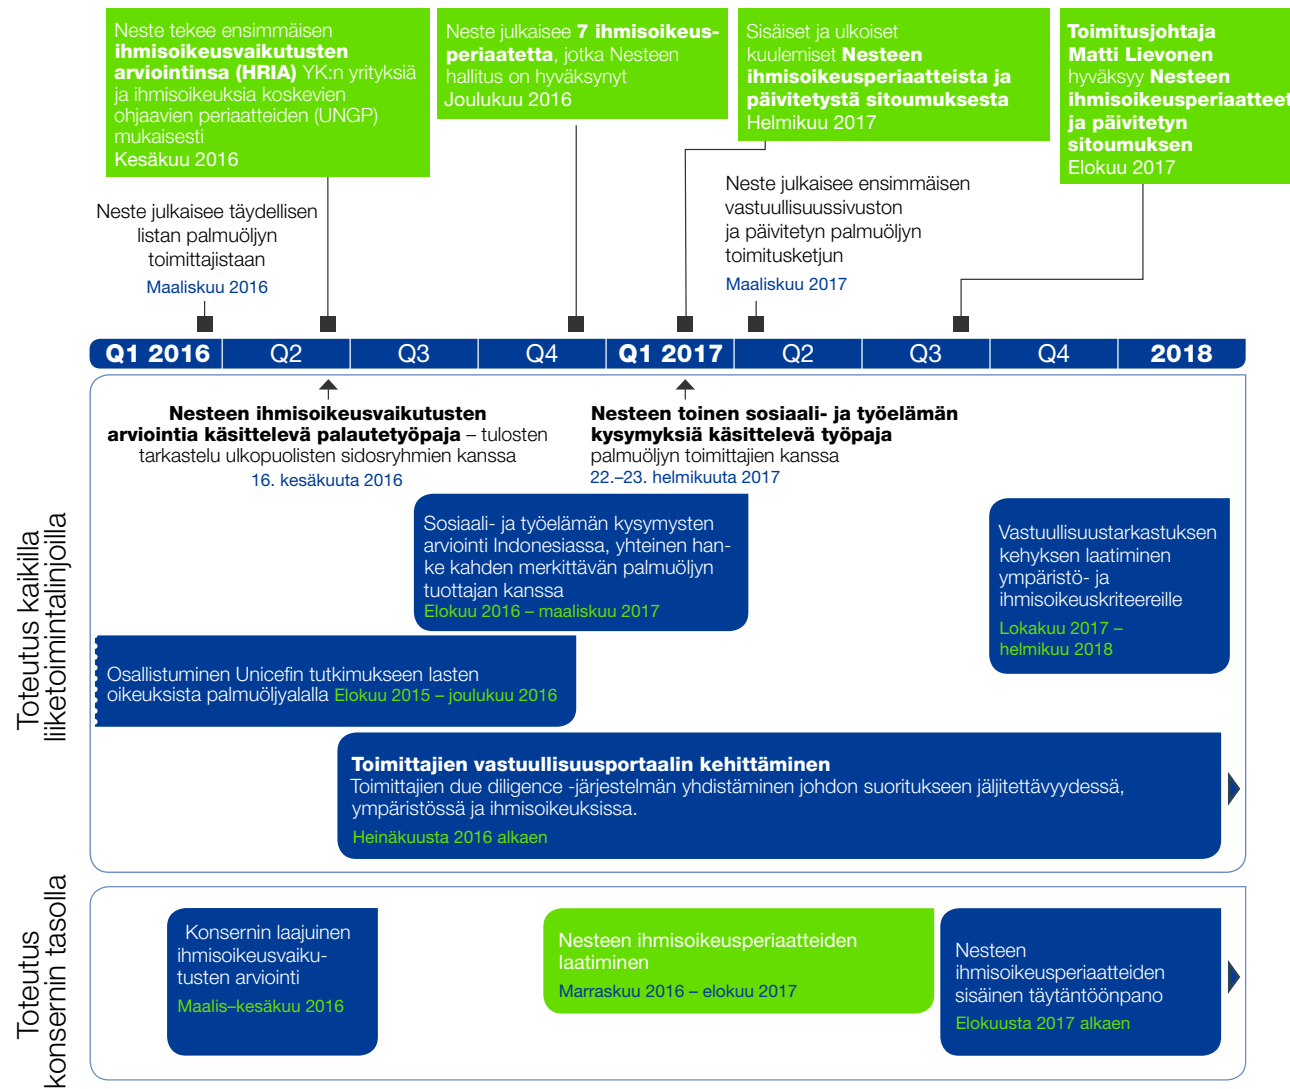 Neste tekee ensimmäisen
ihmisoikeusvaikutusten
arviointinsa (HRIA) YK:n yrityksiä
ja ihmisoikeuksia koskevien
ohjaavien periaatteiden (UNGP)
mukaisesti
Kesäkuu 2016
Neste julkaisee 7 ihmisoikeus-
periaatetta, jotka Nesteen
hallitus on hyväksynyt
Joulukuu 2016
Sisäiset ja ulkoiset
kuulemiset Nesteen
ihmisoikeusperiaatteista ja
päivitetystä sitoumuksesta
Helmikuu 2017
Toimitusjohtaja
Matti Lievonen
hyväksyy Nesteen
ihmisoikeusperiaatteet
ja päivitetyn
sitoumuksen
Elokuu 2017
Neste julkaisee täydellisen
listan palmuöljyn
toimittajistaan
Maaliskuu 2016
Neste julkaisee ensimmäisen
vastuullisuussivuston
ja päivitetyn palmuöljyn
toimitusketjun
Maaliskuu 2017
Q1 2016 Q2 Q3 Q4 Q1 2017 Q2 Q3 Q4 2018
Nesteen ihmisoikeusvaikutusten
arviointia käsittelevä palautetyöpaja – tulosten
tarkastelu ulkopuolisten sidosryhmien kanssa
16. kesäkuuta 2016
Nesteen toinen sosiaali- ja työelämän
kysymyksiä käsittelevä työpaja
palmuöljyn toimittajien kanssa
22.–23. helmikuuta 2017
Toteutus kaikilla
liiketoimintalinjoilla
Sosiaali- ja työelämän kysymysten
arviointi Indonesiassa, yhteinen han-
ke kahden merkittävän palmuöljyn
tuottajan kanssa
Elokuu 2016 – maaliskuu 2017
Vastuullisuustarkastuksen
kehyksen laatiminen
ympäristö- ja
ihmisoikeuskriteereille
Lokakuu 2017 –
helmikuu 2018
Osallistuminen Unicefin tutkimukseen lasten
oikeuksista palmuöljyalalla Elokuu 2015 – joulukuu 2016
Toimittajien vastuullisuusportaalin kehittäminen
Toimittajien due diligence -järjestelmän yhdistäminen johdon suoritukseen jäljitettävyydessä,
ympäristössä ja ihmisoikeuksissa.
Heinäkuusta 2016 alkaen
Toteutus
konsernin tasolla
Konsernin laajuinen
ihmisoikeusvaiku-
tusten arviointi
Maalis–kesäkuu 2016
Nesteen ihmisoikeusperiaatteiden
laatiminen
Marraskuu 2016 – elokuu 2017
Nesteen
ihmisoikeusperiaatteiden
sisäinen täytäntöönpano
Elokuusta 2017 alkaen